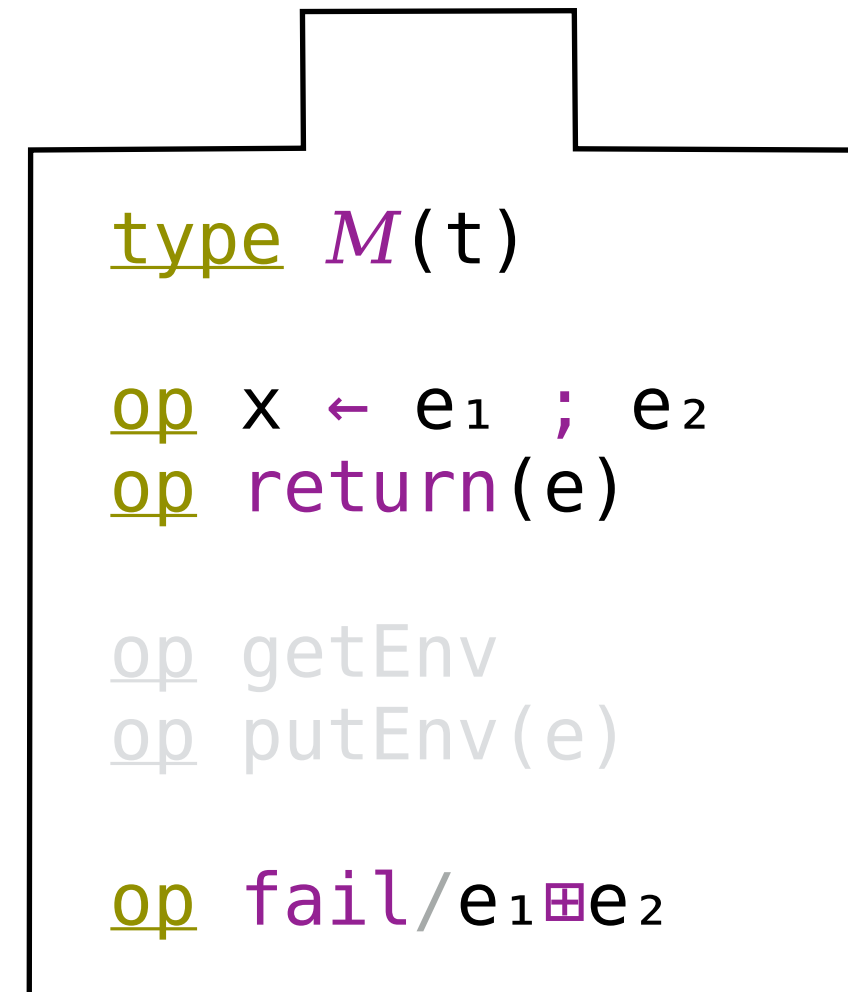 type M(t)
op x ← e₁ ; e₂
op return(e)
op getEnv
op putEnv(e)
op fail/e₁⊞e₂